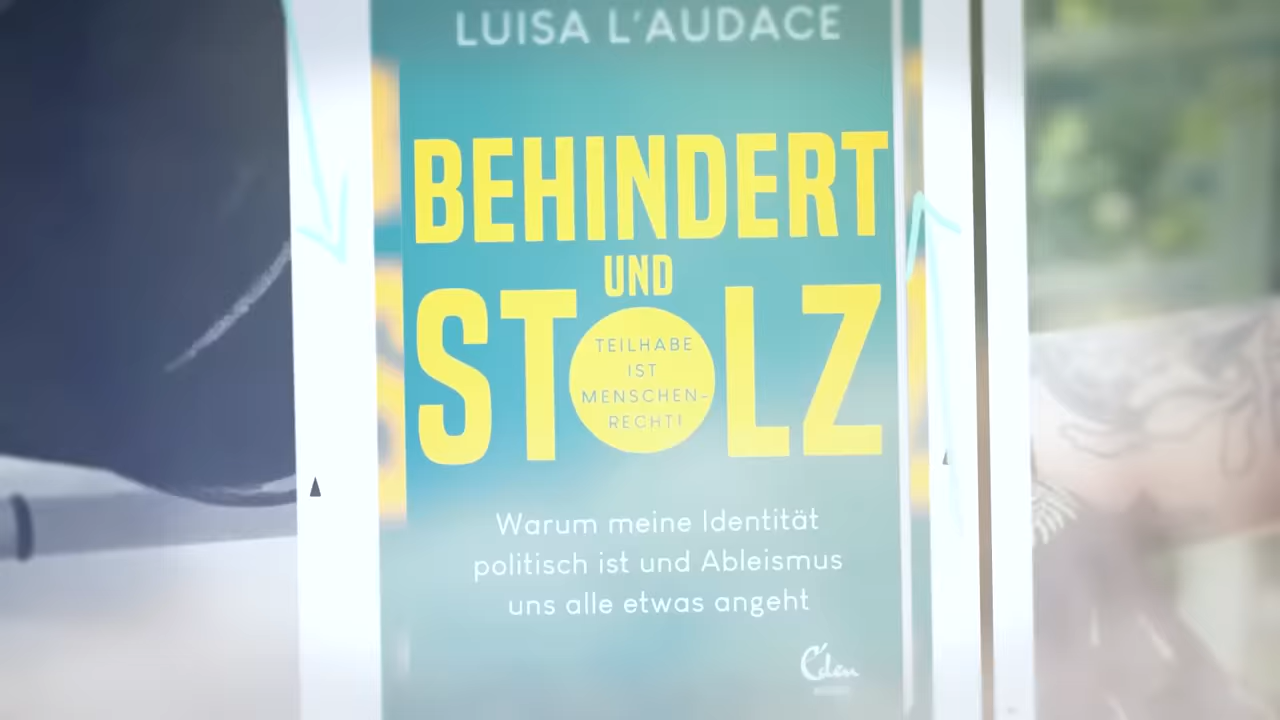 LUISA L'AUDACE
BEHINDERT
UND
STOLZ
TEILHABE
IST
MENSCHEN-
RECHT!
Warum meine Identität
politisch ist und Ableismus
uns alle etwas angeht
Eden